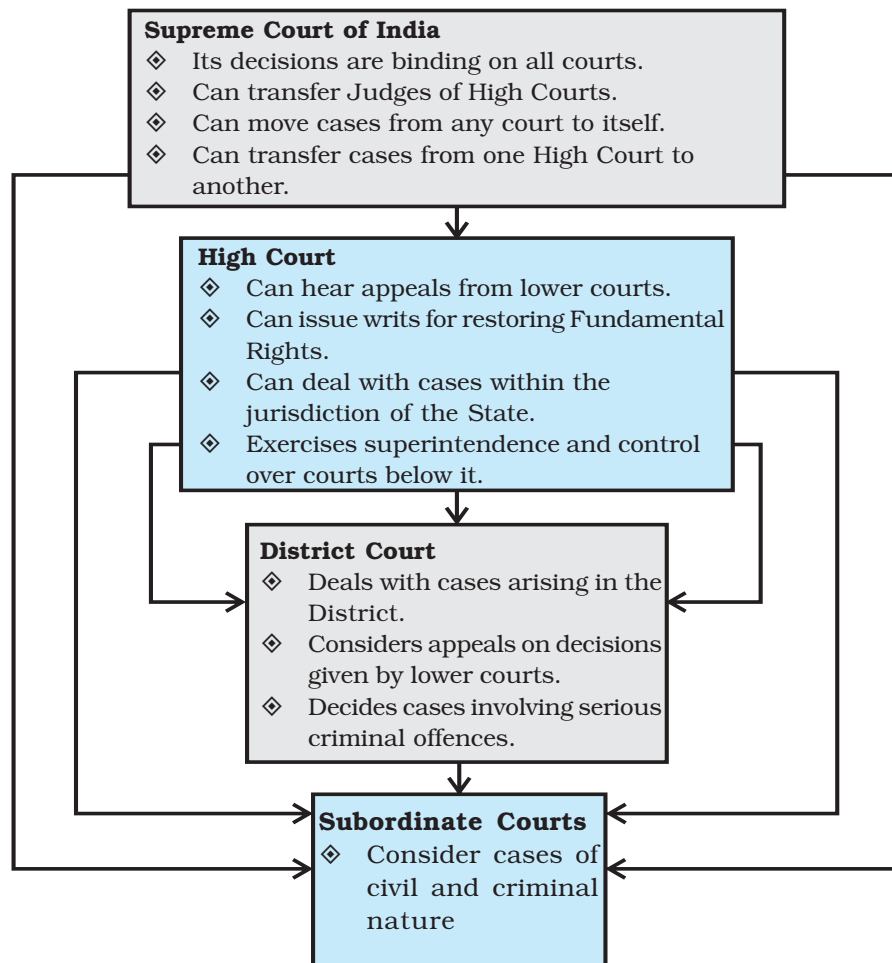 Supreme Court of India
◈ Its decisions are binding on all courts.
◈ Can transfer Judges of High Courts.
◈ Can move cases from any court to itself.
◈ Can transfer cases from one High Court to
another.
High Court
◈ Can hear appeals from lower courts.
◈ Can issue writs for restoring Fundamental
Rights.
◈ Can deal with cases within the
jurisdiction of the State.
◈ Exercises superintendence and control
over courts below it.
District Court
◈ Deals with cases arising in the
District.
◈ Considers appeals on decisions
given by lower courts.
◈ Decides cases involving serious
criminal offences.
Subordinate Courts
◈ Consider cases of
civil and criminal
nature